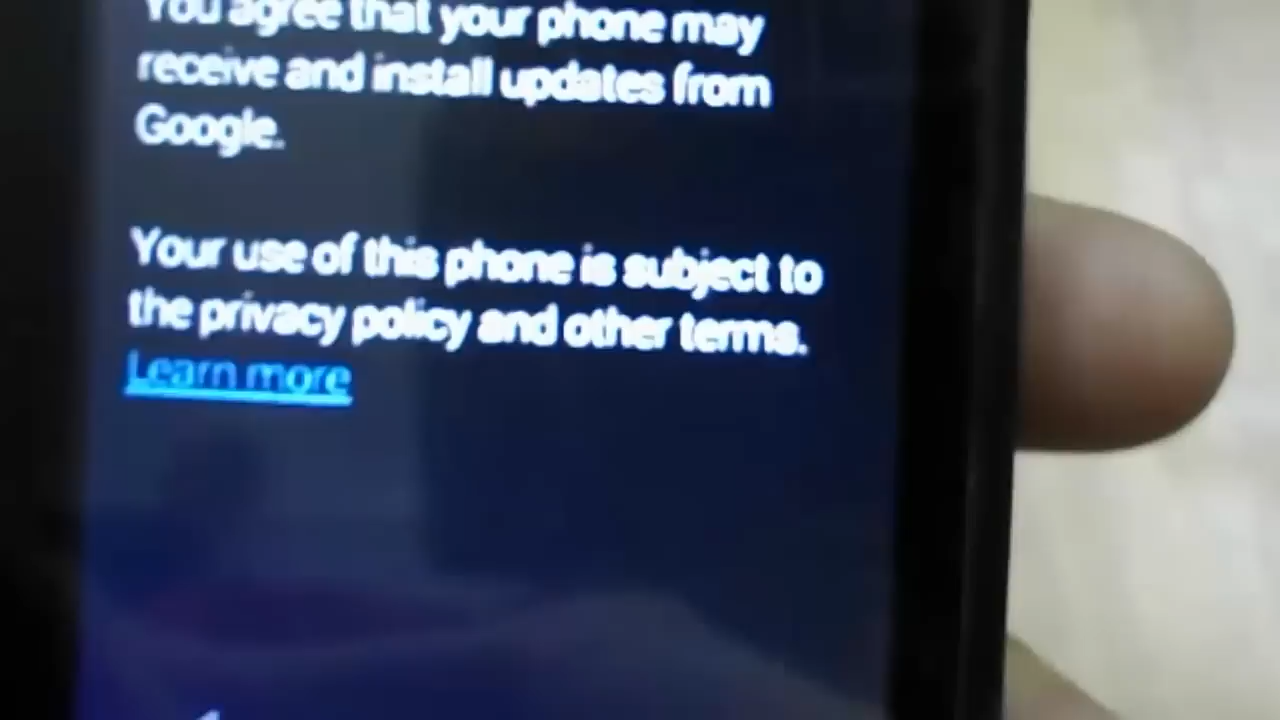 You agree that your phone may
receive and install updates from
Google.
Your use of this phone is subject to
the privacy policy and other terms.
Learn more